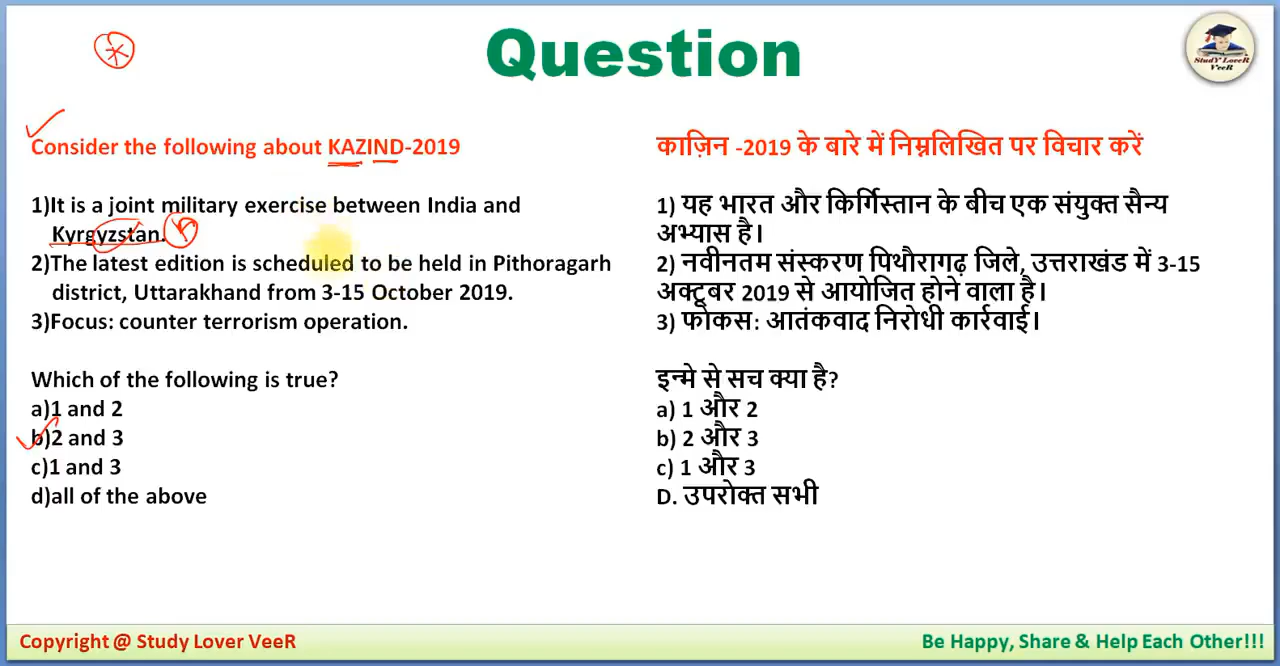 Question
StudY LoveR
VeeR
Consider the following about KAZIND-2019
1)It is a joint military exercise between India and
Kyrgyzstan.
2)The latest edition is scheduled to be held in Pithoragarh
district, Uttarakhand from 3-15 October 2019.
3)Focus: counter terrorism operation.
Which of the following is true?
a)1 and 2
b)2 and 3
c)1 and 3
d)all of the above
काज़िन -2019 के बारे में निम्नलिखित पर विचार करें
1) यह भारत और किर्गिस्तान के बीच एक संयुक्त सैन्य
अभ्यास है।
2) नवीनतम संस्करण पिथौरागढ़ जिले, उत्तराखंड में 3-15
अक्टूबर 2019 से आयोजित होने वाला है।
3) फोकस: आतंकवाद निरोधी कार्रवाई।
इन्मे से सच क्या है?
a) 1 और 2
b) 2 और 3
c) 1 और 3
D. उपरोक्त सभी
Copyright @ Study Lover VeeR
Be Happy, Share & Help Each Other!!!